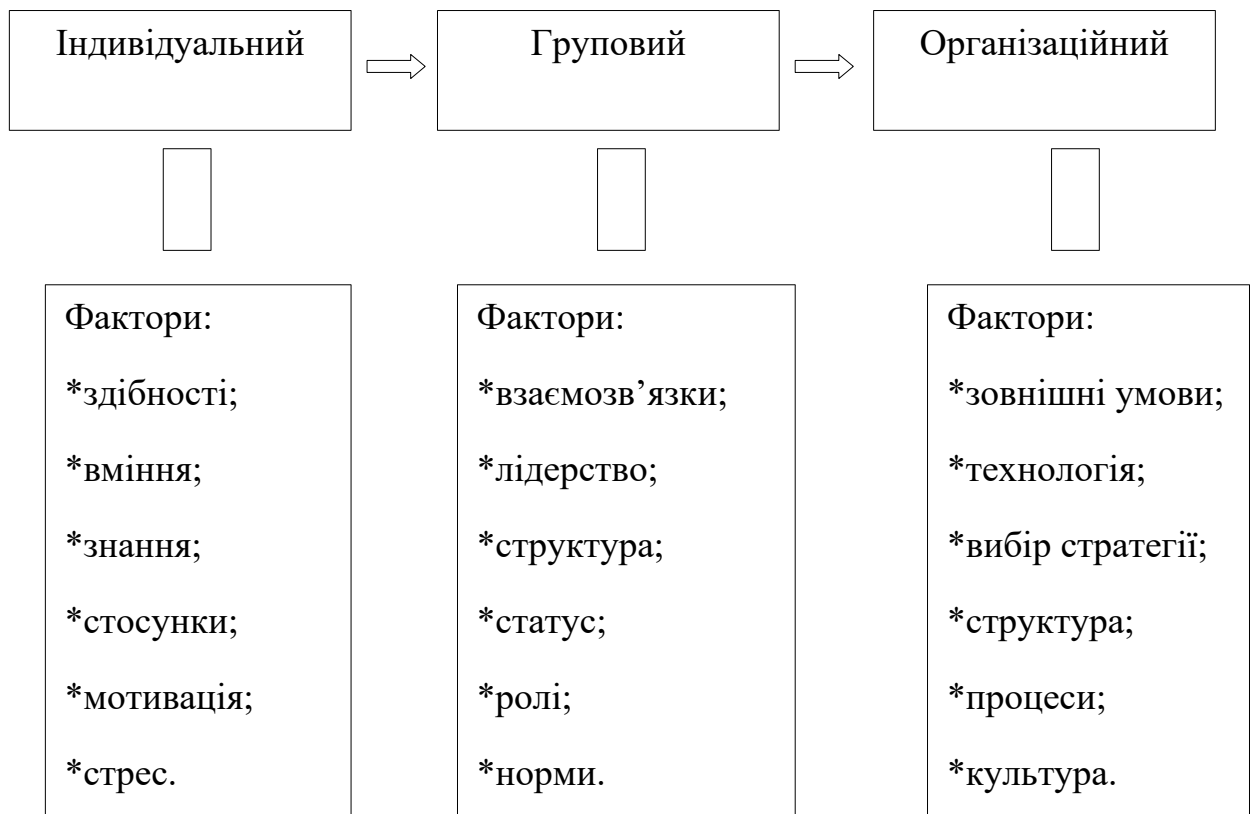 Індивідуальний
Груповий
Організаційний
Фактори:
*здібності;
*вміння;
*знання;
*стосунки;
*мотивація;
*стрес.
Фактори:
*взаємозв’язки;
*лідерство;
*структура;
*статус;
*ролі;
*норми.
Фактори:
*зовнішні умови;
*технологія;
*вибір стратегії;
*структура;
*процеси;
*культура.